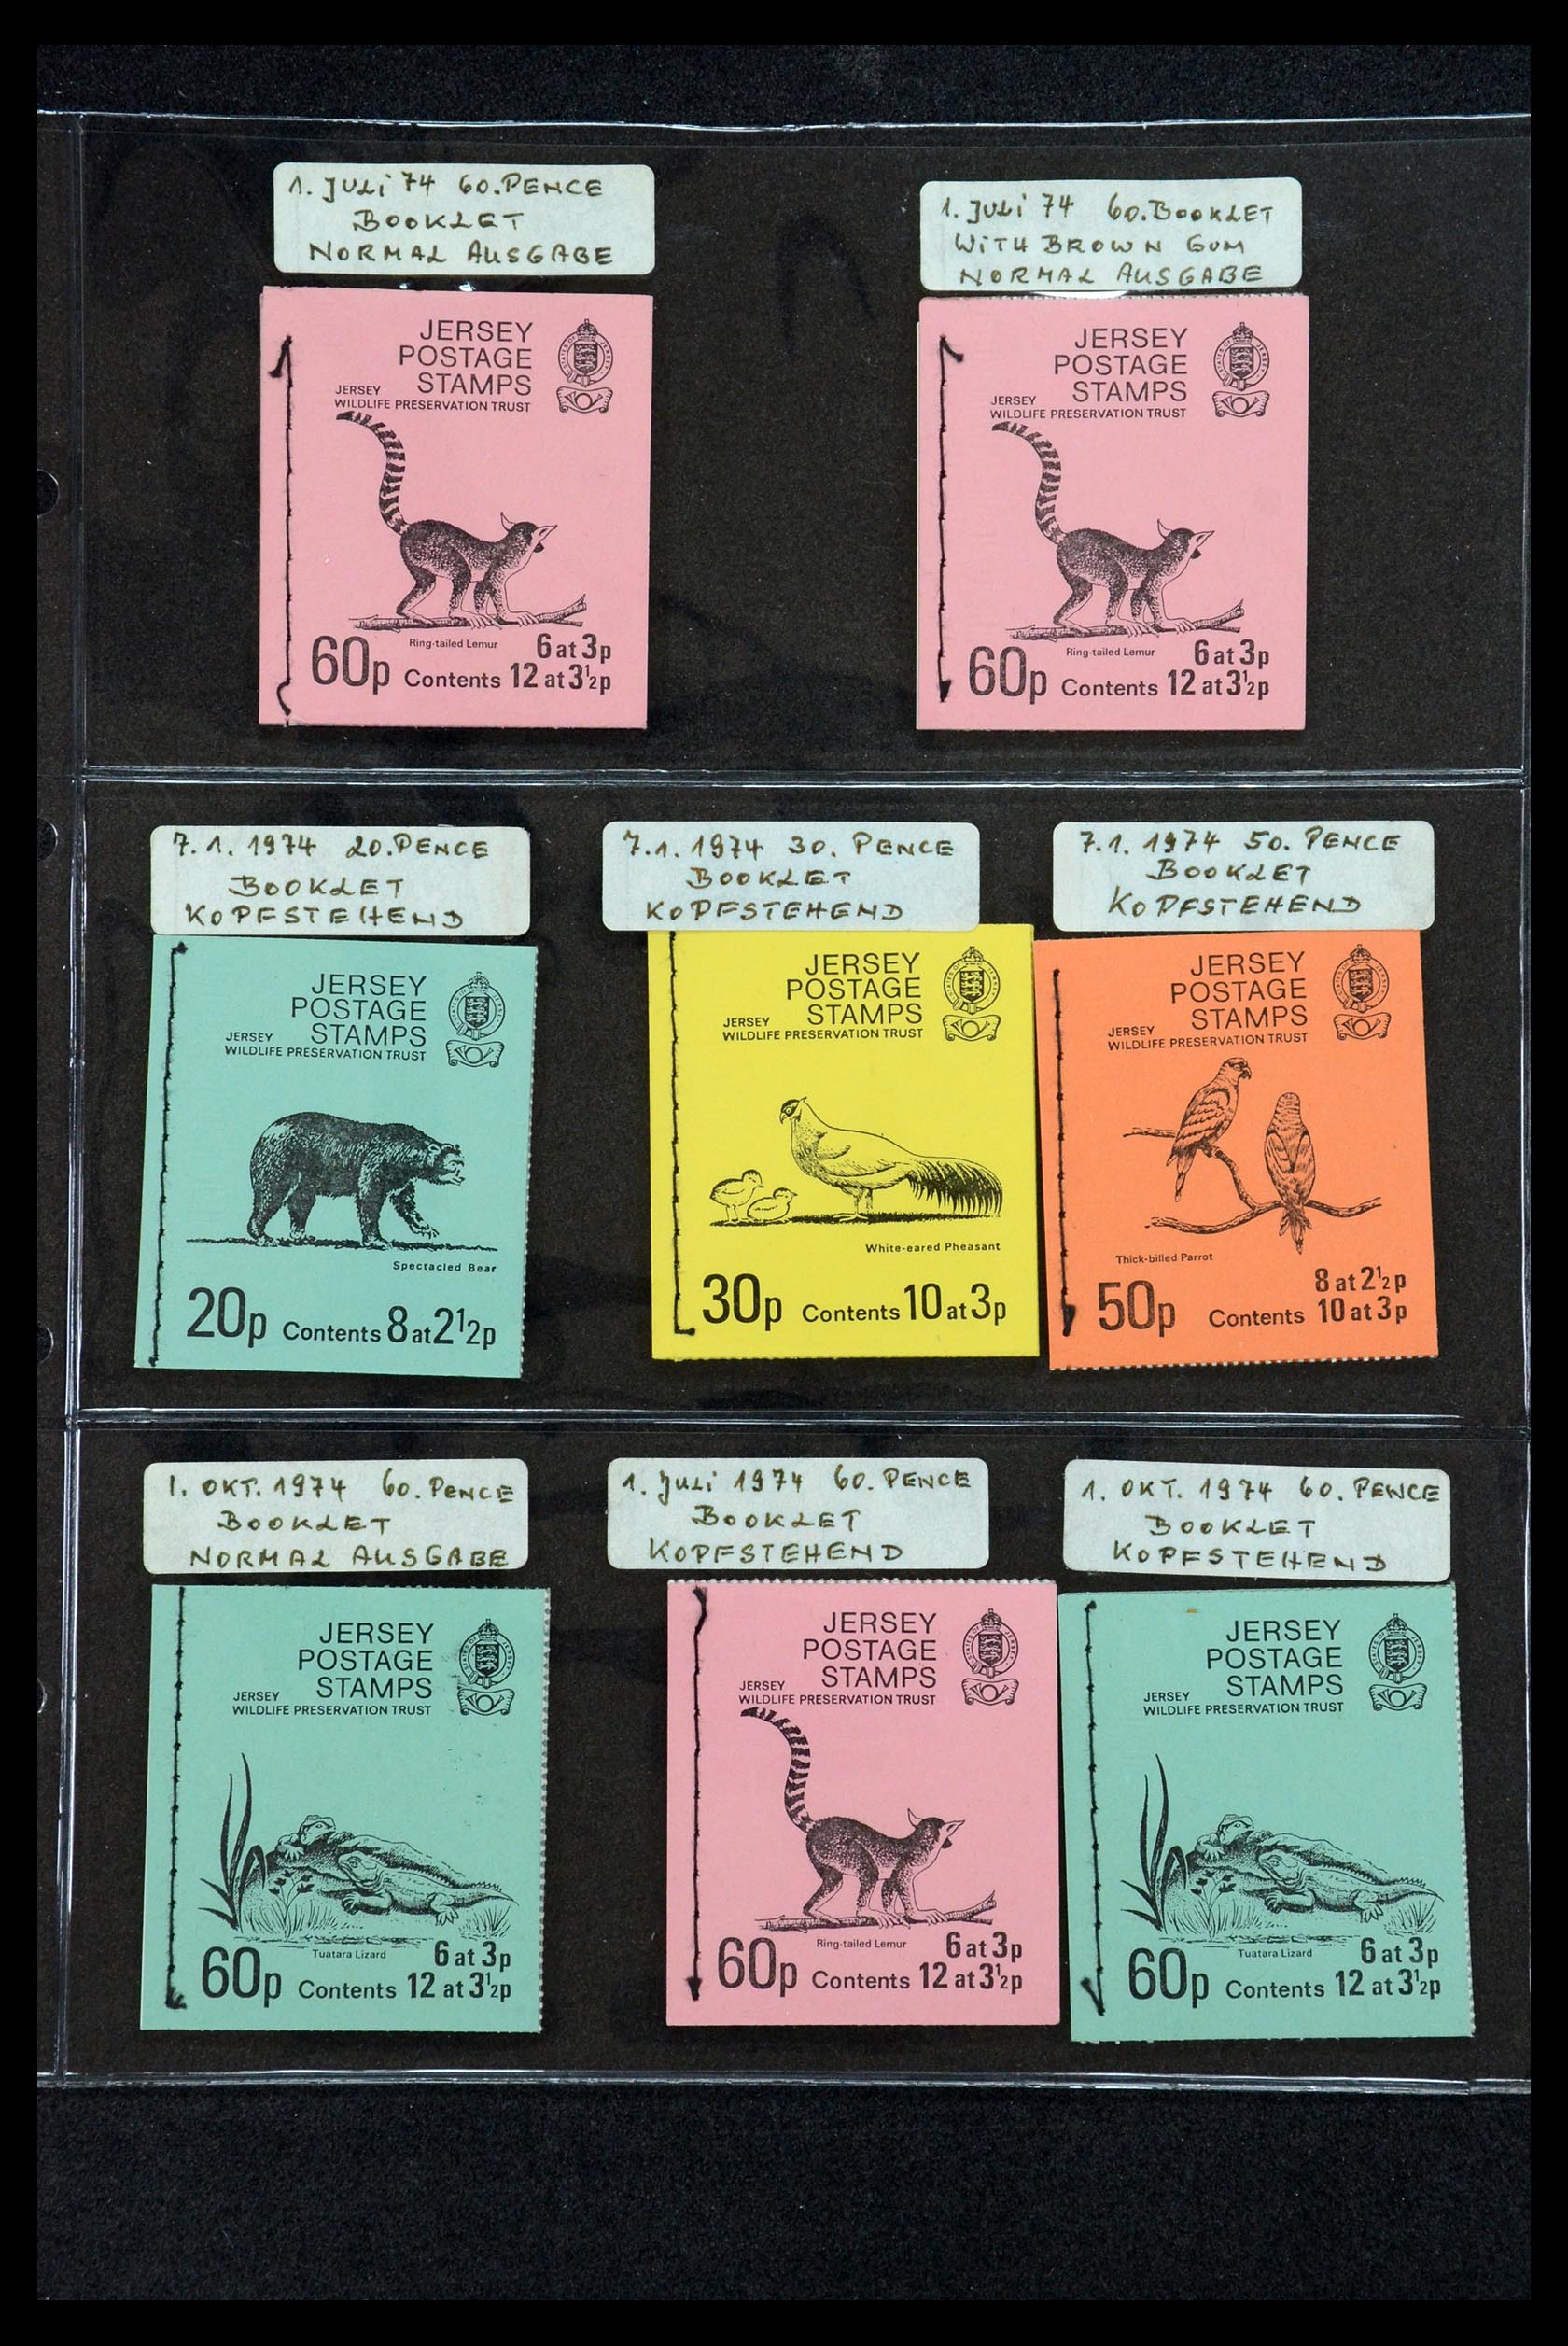 1. JULI 74 60. PENCE
BOOKLET
NORMAL AUSGABE
JERSEY
POSTAGE
STAMPS
JERSEY
WILDLIFE PRESERVATION TRUST
Ring-tailed Lemur
60p Contents 6 at 3p
12 at 3½p
1. JULI 74 60. BOOKLET
WITH BROWN GUM
NORMAL AUSGABE
JERSEY
POSTAGE
STAMPS
JERSEY
WILDLIFE PRESERVATION TRUST
Ring-tailed Lemur
60p Contents 6 at 3p
12 at 3½p
7. 1. 1974 20. PENCE
BOOKLET
KOPFSTEHEND
JERSEY
POSTAGE
STAMPS
JERSEY
WILDLIFE PRESERVATION TRUST
Spectacled Bear
20p Contents 8 at 2½p
7.1. 1974 30. PENCE
BOOKLET
KOPFSTEHEND
JERSEY
POSTAGE
STAMPS
JERSEY
WILDLIFE PRESERVATION TRUST
White-eared Pheasant
30p Contents 10 at 3p
7.1. 1974 50. PENCE
BOOKLET
KOPFSTEHEND
JERSEY
POSTAGE
STAMPS
JERSEY
WILDLIFE PRESERVATION TRUST
Thick-billed Parrot
50p Contents 8 at 2½p
10 at 3p
1. OKT. 1974 60. PENCE
BOOKLET
NORMAL AUSGABE
JERSEY
POSTAGE
STAMPS
JERSEY
WILDLIFE PRESERVATION TRUST
Tuatara Lizard
60p Contents 6 at 3p
12 at 3½p
1. Juli 1974 60. PENCE
BOOKLET
KOPFSTEHEND
JERSEY
POSTAGE
STAMPS
JERSEY
WILDLIFE PRESERVATION TRUST
Ring-tailed Lemur
60p Contents 6 at 3p
12 at 3½p
1. OKT. 1974 60. PENCE
BOOKLET
KOPFSTEHEND
JERSEY
POSTAGE
STAMPS
JERSEY
WILDLIFE PRESERVATION TRUST
Tuatara Lizard
60p Contents 6 at 3p
12 at 3½p